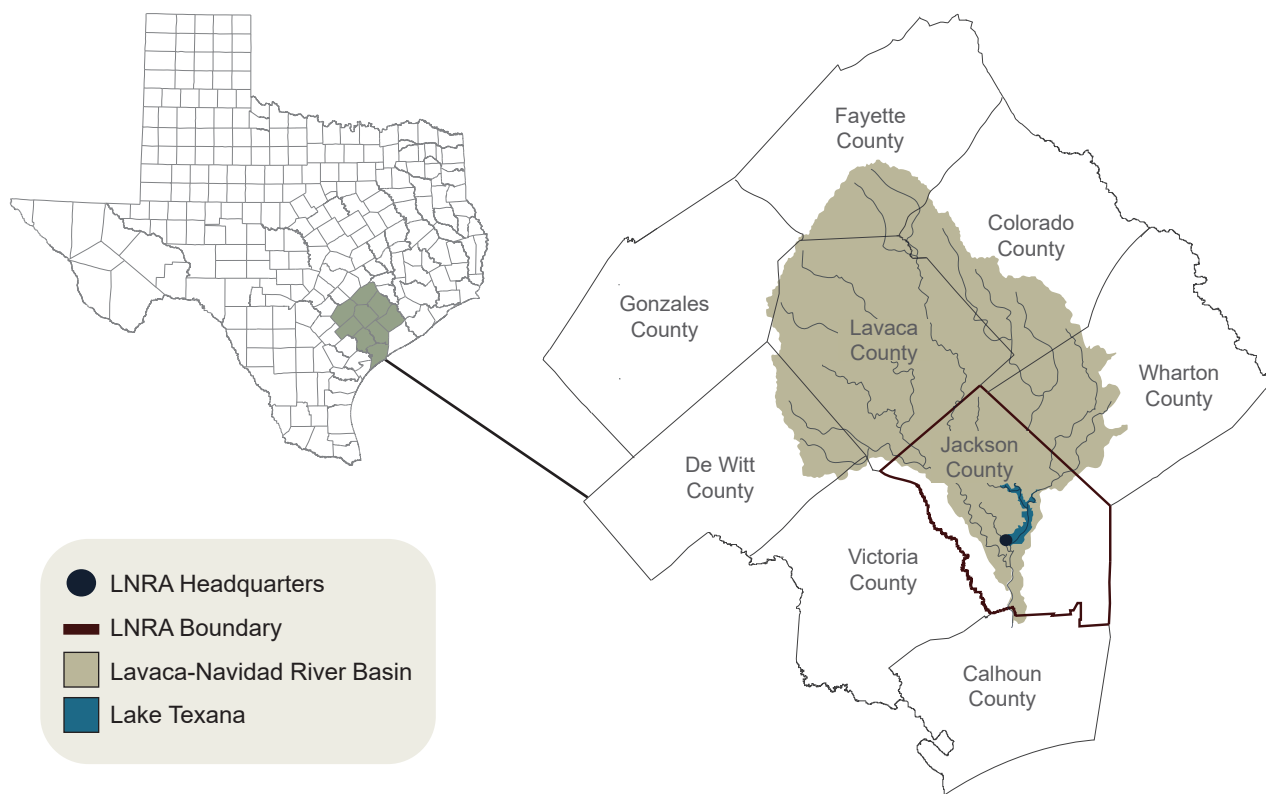 Fayette
County
Colorado
County
Gonzales
County
Lavaca
County
Wharton
County
Jackson
County
De Witt
County
Victoria
County
Calhoun
County
LNRA Headquarters
LNRA Boundary
Lavaca-Navidad River Basin
Lake Texana